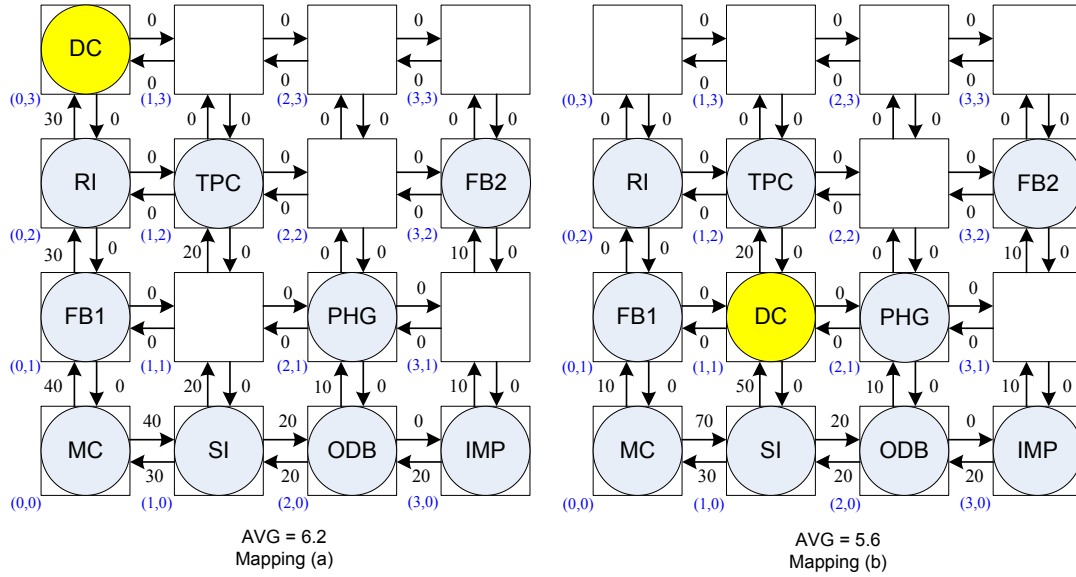 0 0 0
DC
0 0 0
(0,3) (1,3) (2,3) (3,3)
30 0 0 0 0 0 0 0
0 0 0
RI TPC FB2
0 0 0
(0,2) (1,2) (2,2) (3,2)
30 0 20 0 0 0 10 0
0 0 0
FB1 PHG
0 0 0
(0,1) (1,1) (2,1) (3,1)
40 0 20 0 10 0 10 0
40 20 0
MC SI ODB IMP
30 20 20
(0,0) (1,0) (2,0) (3,0)
AVG = 6.2
Mapping (a)
0 0 0
0 0 0
(0,3) (1,3) (2,3) (3,3)
0 0 0 0 0 0 0 0
0 0 0
RI TPC FB2
0 0 0
(0,2) (1,2) (2,2) (3,2)
0 0 20 0 0 0 10 0
0 0 0
FB1 DC PHG
0 0 0
(0,1) (1,1) (2,1) (3,1)
10 0 50 0 10 0 10 0
70 20 0
MC SI ODB IMP
30 20 20
(0,0) (1,0) (2,0) (3,0)
AVG = 5.6
Mapping (b)